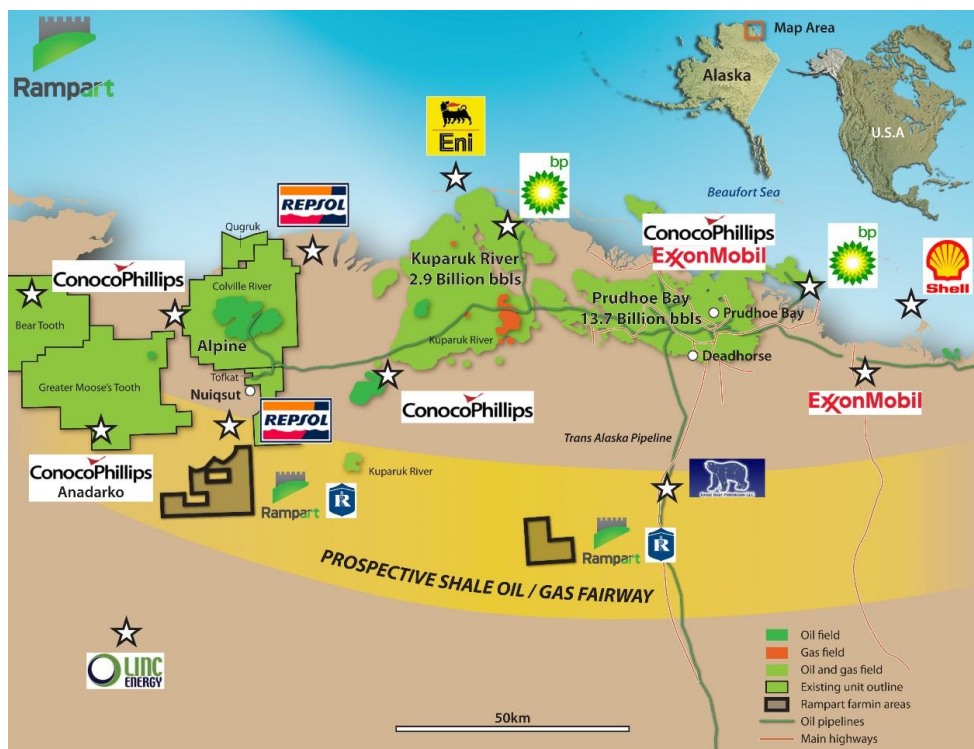 Rampart
Map Area
Alaska
U.S.A
Beaufort Sea
Eni
bp
REPSOL
Qugruk
ConocoPhillips
ExxonMobil
bp
Shell
Kuparuk River
2.9 Billion bbls
ConocoPhillips
Colville River
Bear Tooth
Prudhoe Bay
13.7 Billion bbls
Prudhoe Bay
Alpine
Kuparuk River
Deadhorse
Tofkat
Greater Moose's Tooth
Nuiqsut
ConocoPhillips
ExxonMobil
REPSOL
Trans Alaska Pipeline
ConocoPhillips
Anadarko
Kuparuk River
Great Bear Petroleum LLC
Rampart
R
Rampart
R
PROSPECTIVE SHALE OIL / GAS FAIRWAY
LINC
ENERGY
Oil field
Gas field
Oil and gas field
Existing unit outline
Rampart farmin areas
Oil pipelines
Main highways
50km